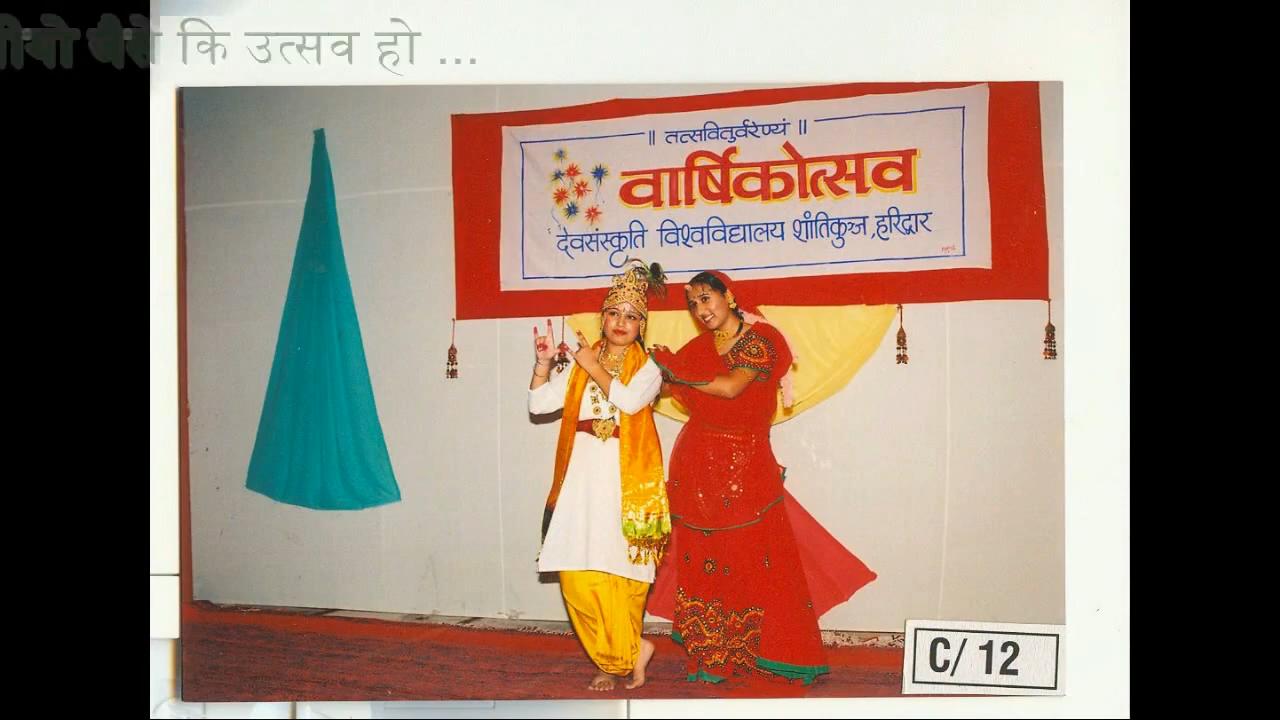 कि उत्सव हो ...
॥ तत्सवितुर्वरेण्यं ॥
वार्षिकोत्सव
देवसंस्कृति विश्वविद्यालय शांतिकुञ्ज, हरिद्वार
C/ 12